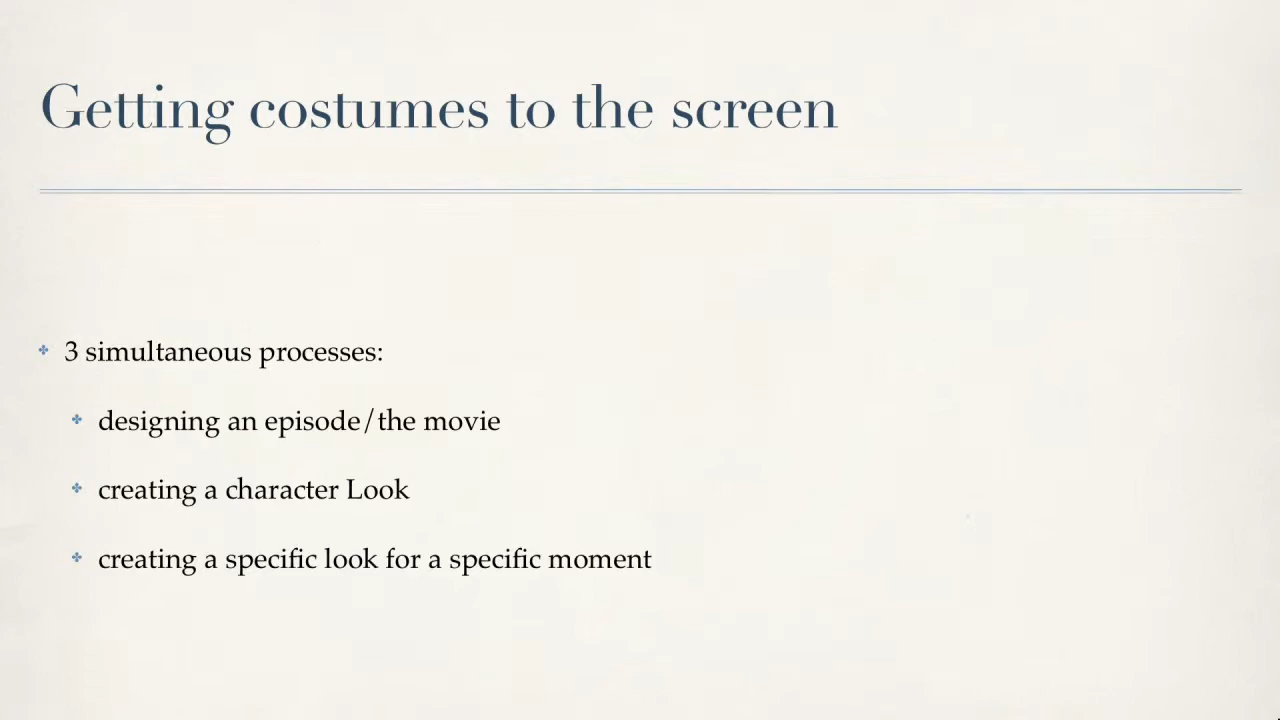 Getting costumes to the screen
3 simultaneous processes:
designing an episode/the movie
creating a character Look
creating a specific look for a specific moment